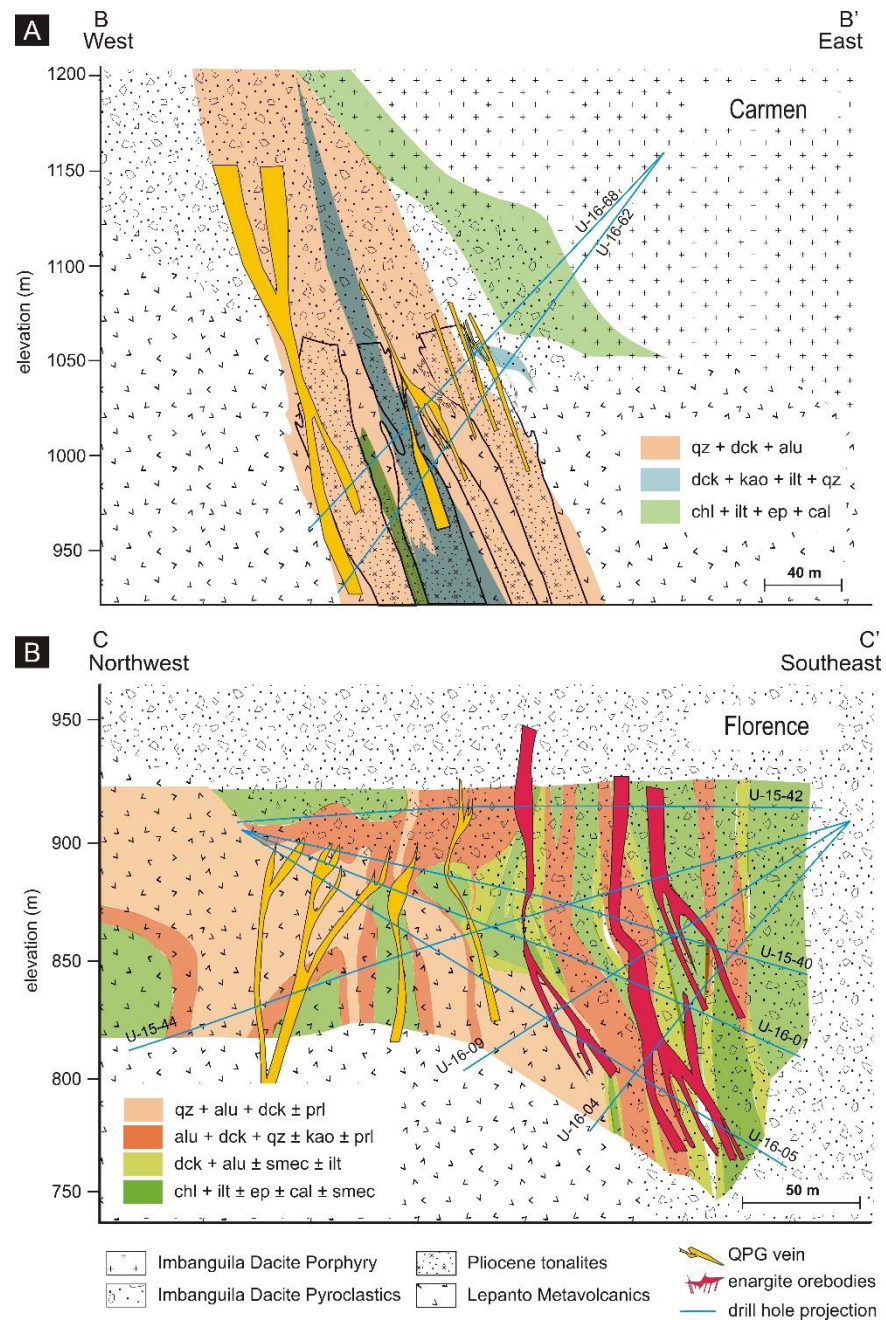 A
B
West
B'
East
1200
1150
1100
1050
1000
950
elevation (m)
Carmen
U-16-68
U-16-62
qz + dck + alu
dck + kao + ilt + qz
chl + ilt + ep + cal
40 m
B
C
Northwest
C'
Southeast
950
900
850
800
750
elevation (m)
Florence
U-15-42
U-15-40
U-16-01
U-15-44
U-16-09
U-16-04
U-16-05
qz + alu + dck ± prl
alu + dck + qz ± kao ± prl
dck + alu ± smec ± ilt
chl + ilt ± ep ± cal ± smec
50 m
Imbanguila Dacite Porphyry
Imbanguila Dacite Pyroclastics
Pliocene tonalites
Lepanto Metavolcanics
QPG vein
enargite orebodies
drill hole projection